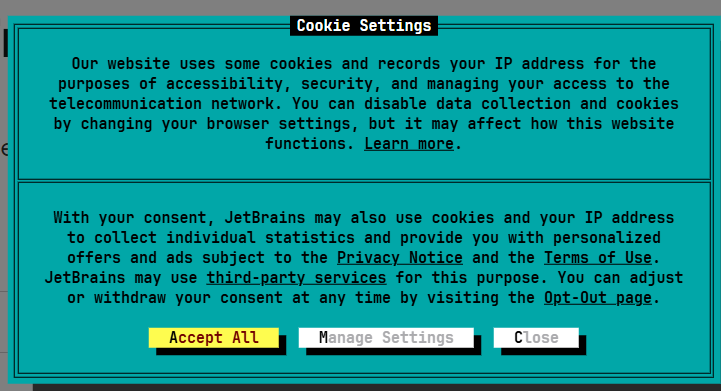 Cookie Settings
Our website uses some cookies and records your IP address for the
purposes of accessibility, security, and managing your access to the
telecommunication network. You can disable data collection and cookies
by changing your browser settings, but it may affect how this website
functions. Learn more.
With your consent, JetBrains may also use cookies and your IP address
to collect individual statistics and provide you with personalized
offers and ads subject to the Privacy Notice and the Terms of Use.
JetBrains may use third-party services for this purpose. You can adjust
or withdraw your consent at any time by visiting the Opt-Out page.
Accept All Manage Settings Close